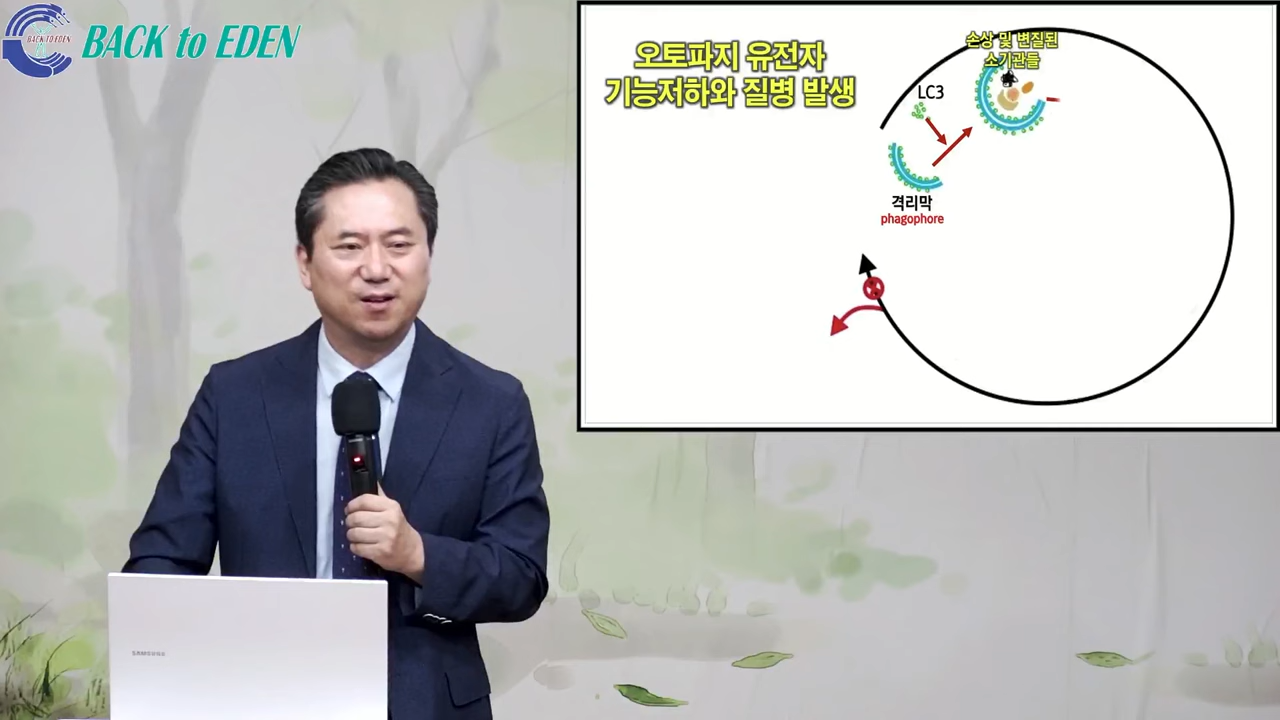 BACK TO EDEN
BACK to EDEN
오토파지 유전자
기능저하와 질병 발생
손상 및 변질된
소기관들
LC3
격리막
phagophore
SAMSUNG